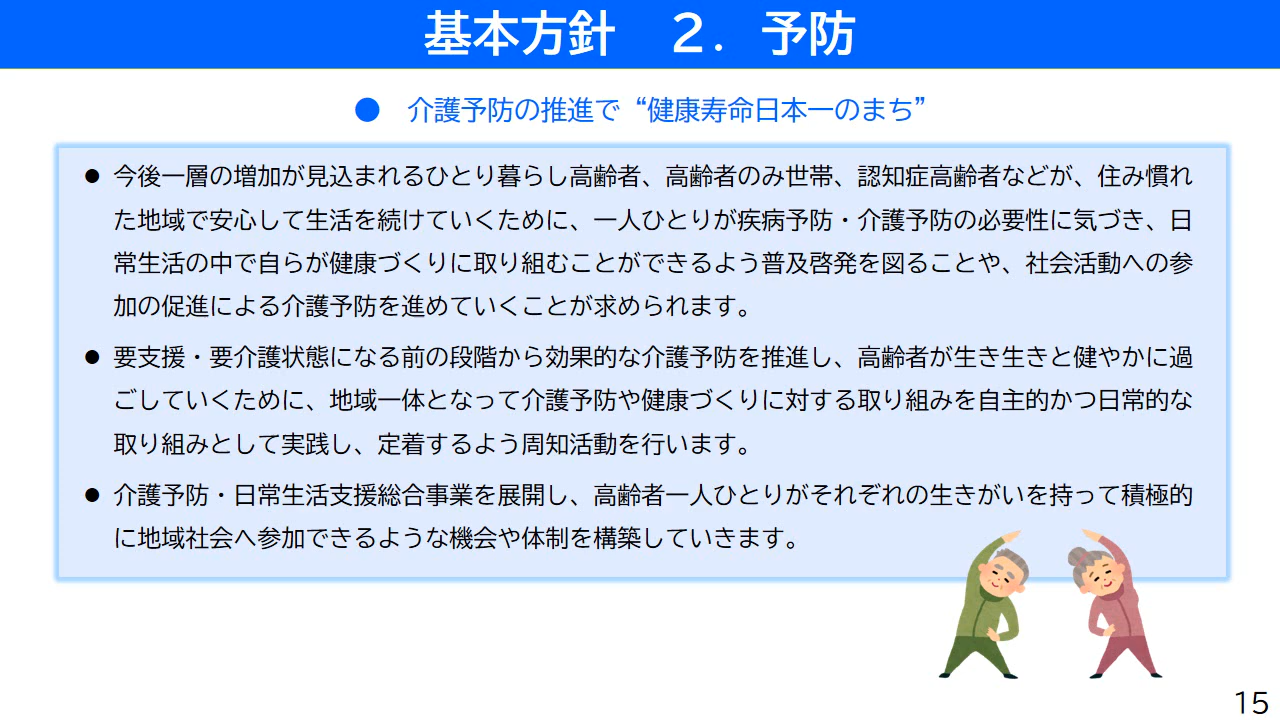 基本方針　２．予防
● 介護予防の推進で“健康寿命日本一のまち”
● 今後一層の増加が見込まれるひとり暮らし高齢者、高齢者のみ世帯、認知症高齢者などが、住み慣れ
た地域で安心して生活を続けていくために、一人ひとりが疾病予防・介護予防の必要性に気づき、日
常生活の中で自らが健康づくりに取り組むことができるよう普及啓発を図ることや、社会活動への参
加の促進による介護予防を進めていくことが求められます。
● 要支援・要介護状態になる前の段階から効果的な介護予防を推進し、高齢者が生き生きと健やかに過
ごしていくために、地域一体となって介護予防や健康づくりに対する取り組みを自主的かつ日常的な
取り組みとして実践し、定着するよう周知活動を行います。
● 介護予防・日常生活支援総合事業を展開し、高齢者一人ひとりがそれぞれの生きがいを持って積極的
に地域社会へ参加できるような機会や体制を構築していきます。
15